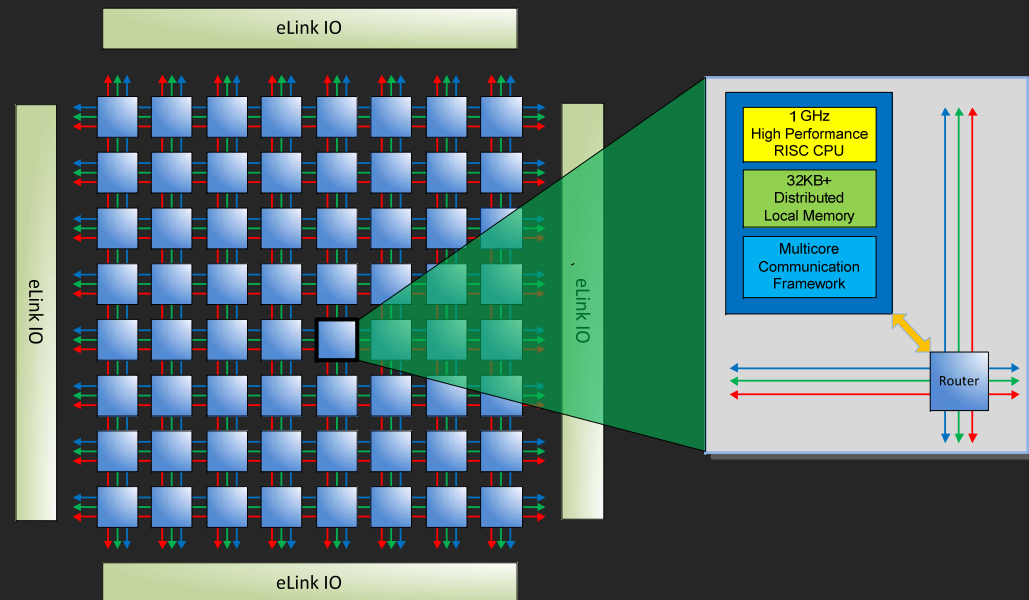 eLink IO
eLink IO
eLink IO
1 GHz
High Performance
RISC CPU
32KB+
Distributed
Local Memory
Multicore
Communication
Framework
Router
eLink IO